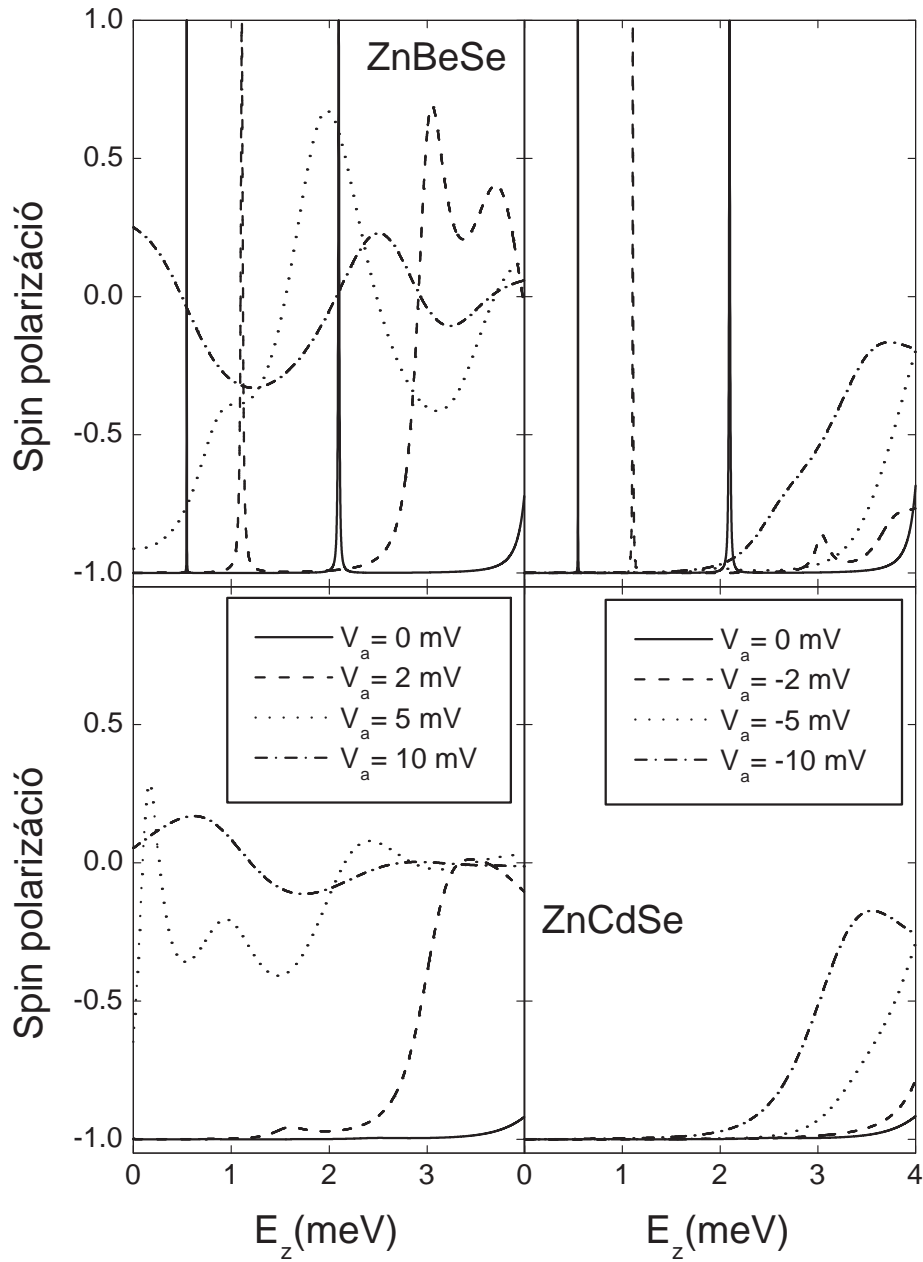 ZnBeSe
1.0
0.5
0.0
-0.5
-1.0
Spin polarizáció
V_a= 0 mV
V_a= 2 mV
V_a= 5 mV
V_a= 10 mV
V_a= 0 mV
V_a= -2 mV
V_a= -5 mV
V_a= -10 mV
0.5
0.0
-0.5
-1.0
Spin polarizáció
ZnCdSe
0 1 2 3 0 1 2 3 4
E_z(meV) E_z(meV)